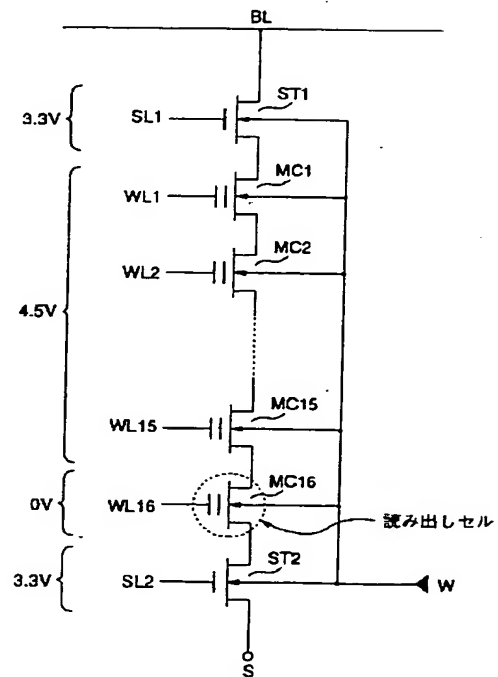 BL
3.3V
SL1
ST1
MC1
WL1
MC2
WL2
4.5V
MC15
WL15
MC16
0V
WL16
読み出しセル
ST2
3.3V
SL2
W
S